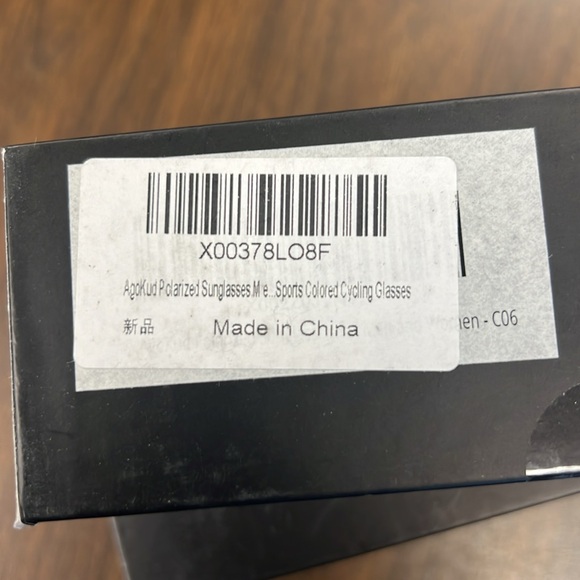 X00378LO8F
AgoKud Polarized Sunglasses M e...Sports Colored Cycling Glasses
新品 Made in China
- C06